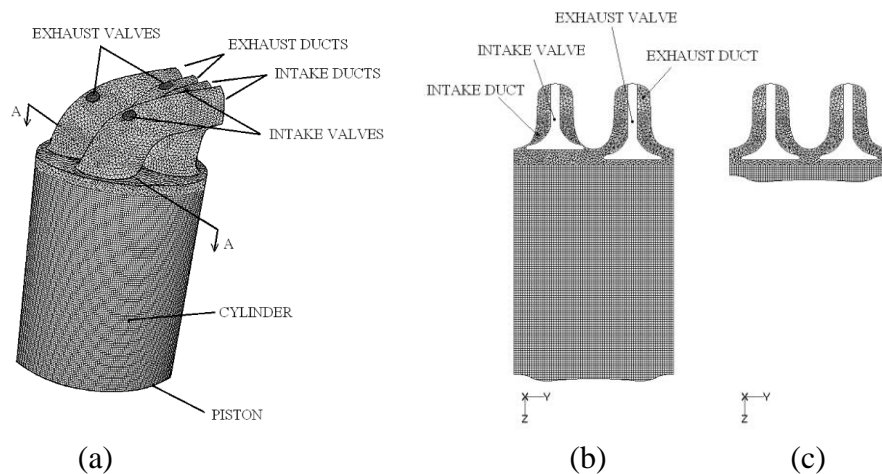 EXHAUST VALVES
EXHAUST DUCTS
INTAKE DUCTS
A
INTAKE VALVES
A
CYLINDER
PISTON
(a)
EXHAUST VALVE
INTAKE VALVE
EXHAUST DUCT
INTAKE DUCT
X Y
Z
(b)
X Y
Z
(c)